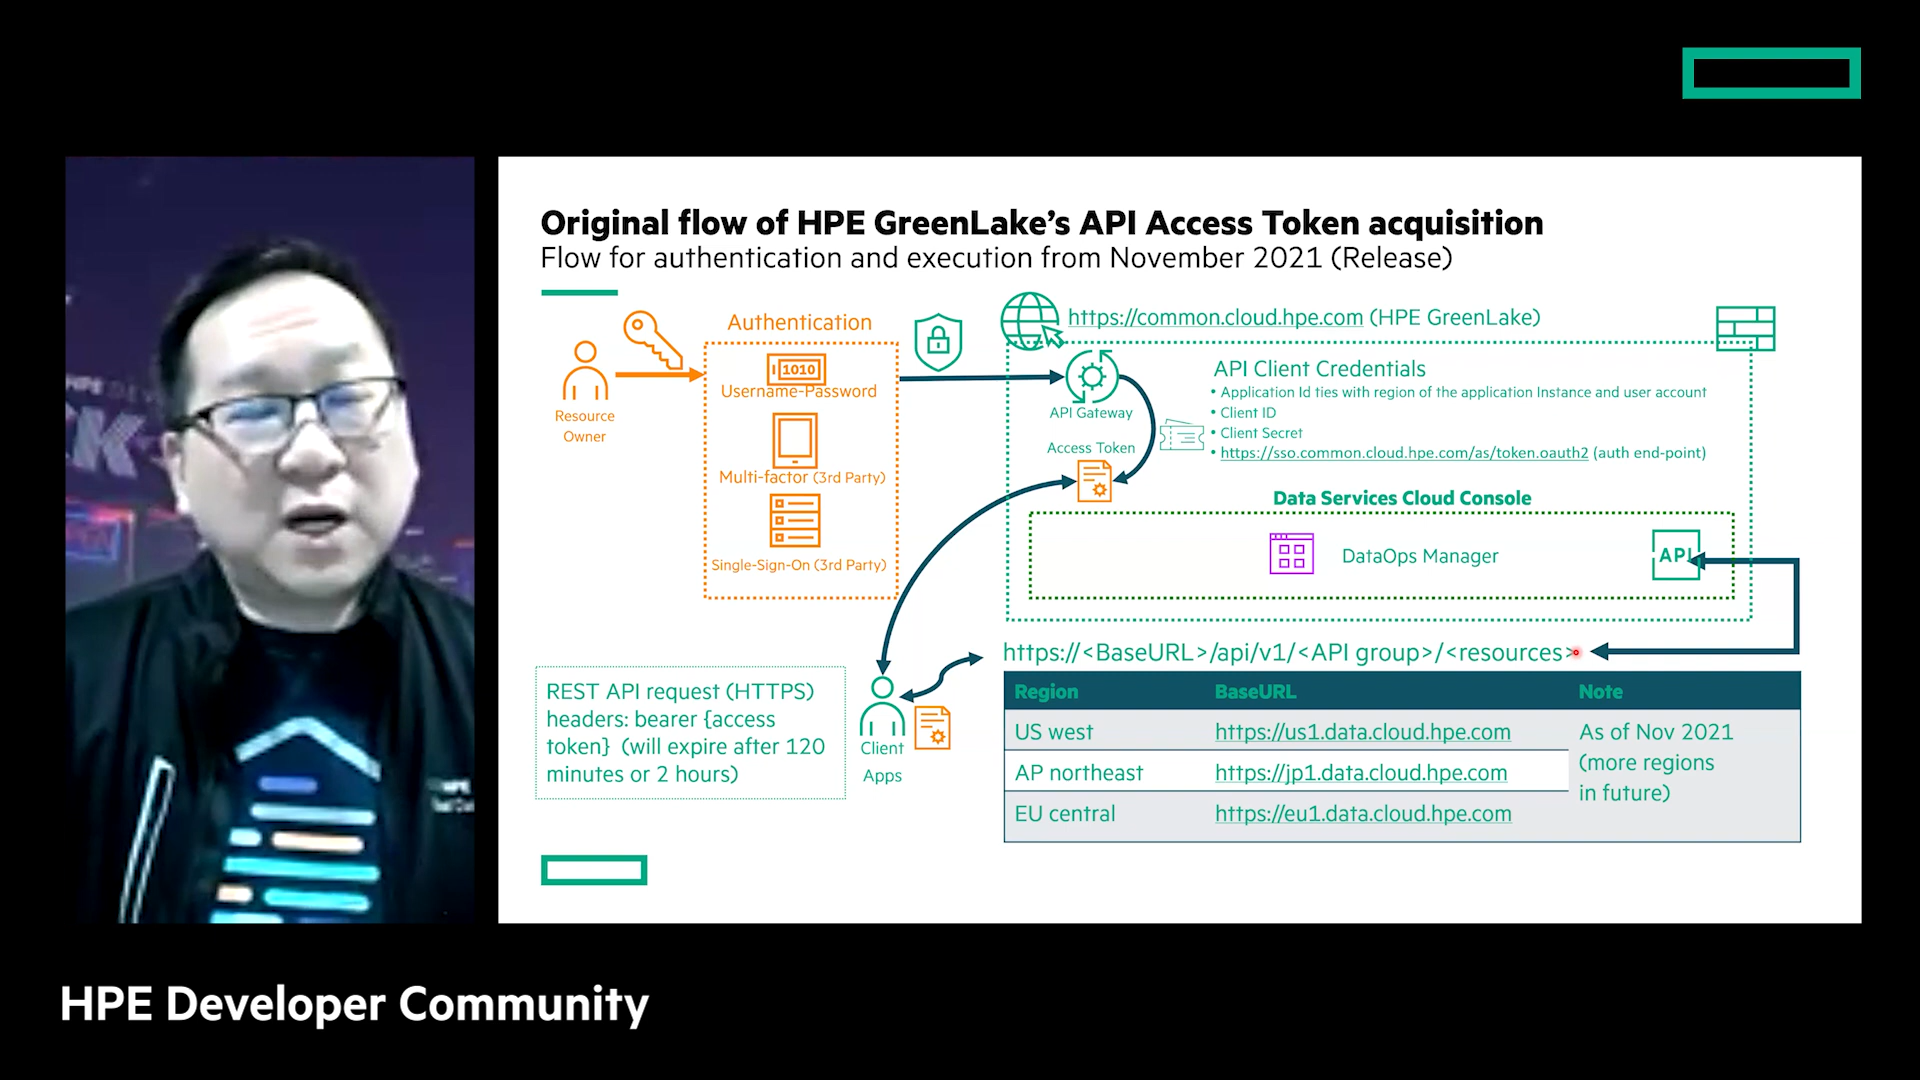 Original flow of HPE GreenLake’s API Access Token acquisition
Flow for authentication and execution from November 2021 (Release)
Authentication
https://common.cloud.hpe.com (HPE GreenLake)
1010
Username-Password
Resource
Owner
Multi-factor (3rd Party)
Single-Sign-On (3rd Party)
API Gateway
Access Token
API Client Credentials
• Application Id ties with region of the application Instance and user account
• Client ID
• Client Secret
• https://sso.common.cloud.hpe.com/as/token.oauth2 (auth end-point)
Data Services Cloud Console
DataOps Manager
API
https://<BaseURL>/api/v1/<API group>/<resources>
REST API request (HTTPS)
headers: bearer {access
token} (will expire after 120
minutes or 2 hours)
Client
Apps
Region BaseURL Note
US west https://us1.data.cloud.hpe.com As of Nov 2021
(more regions
in future)
AP northeast https://jp1.data.cloud.hpe.com
EU central https://eu1.data.cloud.hpe.com
HPE Developer Community